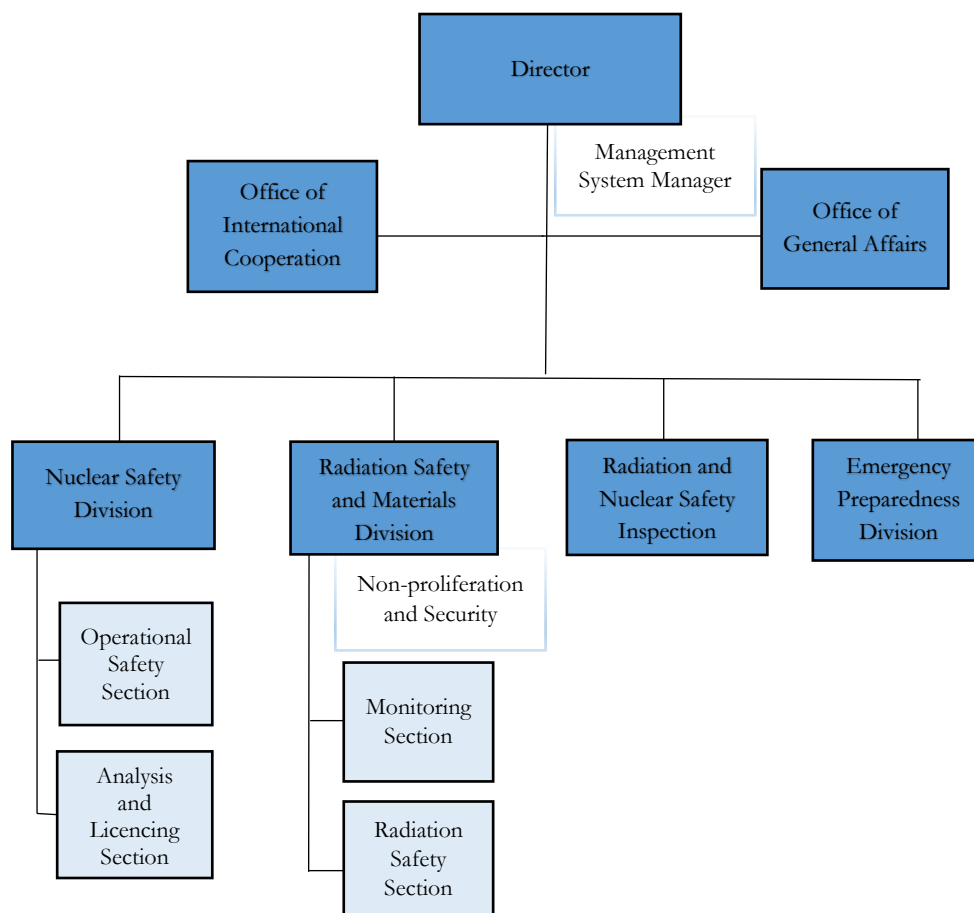 Director
Management
System Manager
Office of
International
Cooperation
Office of
General Affairs
Nuclear Safety
Division
Radiation Safety
and Materials
Division
Radiation and
Nuclear Safety
Inspection
Emergency
Preparedness
Division
Non-proliferation
and Security
Operational
Safety
Section
Monitoring
Section
Analysis
and
Licencing
Section
Radiation
Safety
Section